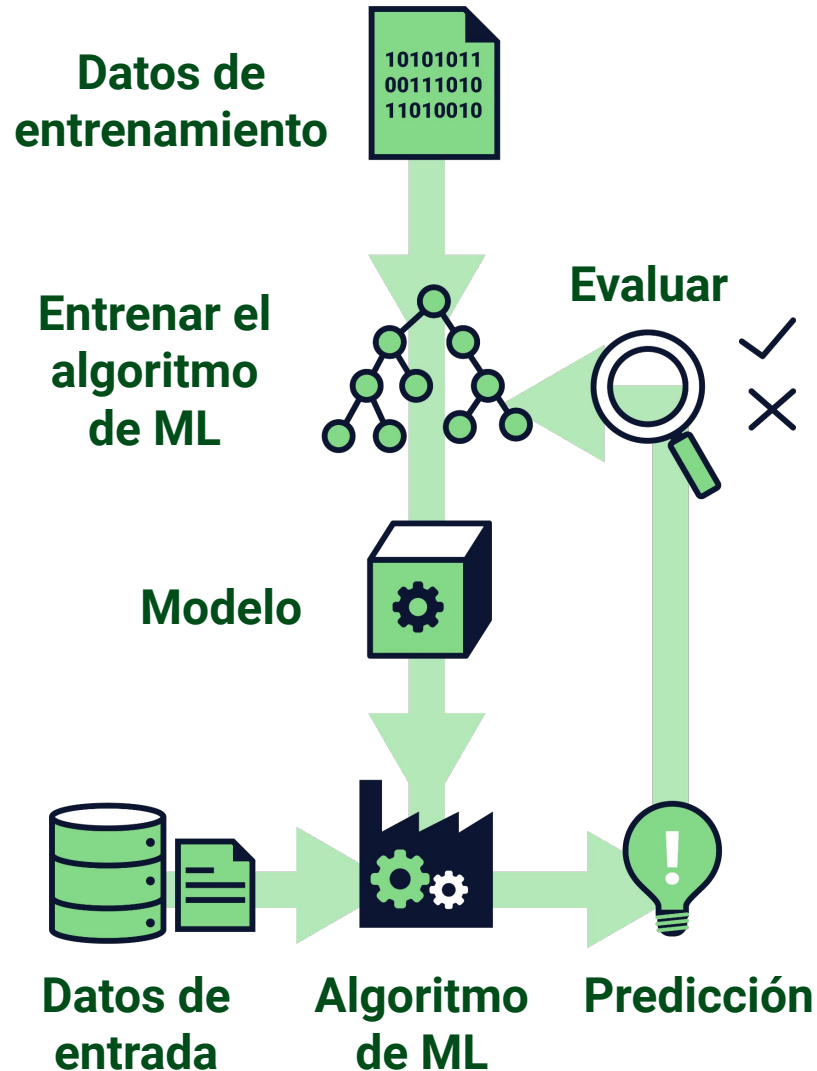 Datos de
entrenamiento
10101011
00111010
11010010
Entrenar el
algoritmo
de ML
Evaluar
Modelo
Datos de
entrada
Algoritmo
de ML
Predicción